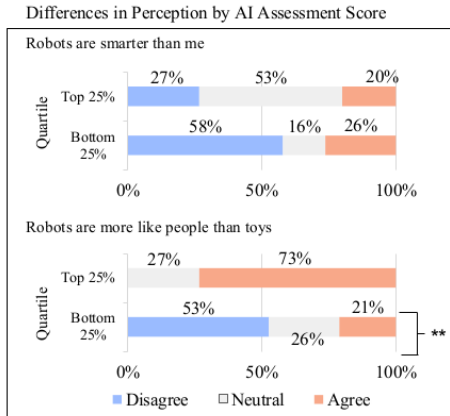 Differences in Perception by AI Assessment Score
Robots are smarter than me
27% 53% 20%
Top 25%
58% 16% 26%
Bottom
25%
Quartile
0% 50% 100%
Robots are more like people than toys
27% 73%
Top 25%
53% 21%
Bottom
25%
26%
**
Quartile
0% 50% 100%
Disagree Neutral Agree